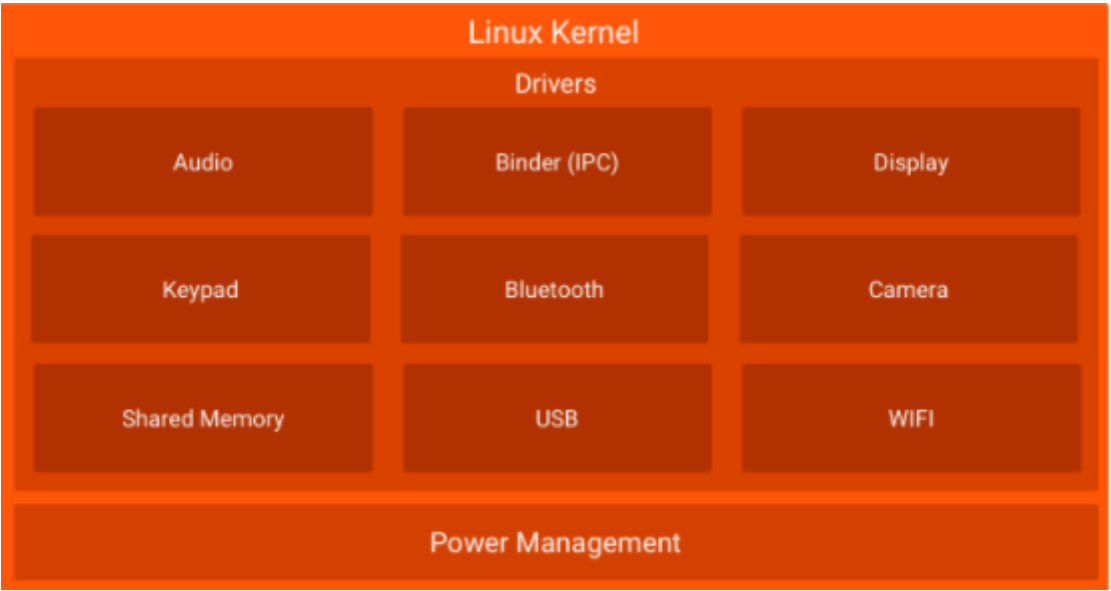 Linux Kernel
Drivers
Audio
Binder (IPC)
Display
Keypad
Bluetooth
Camera
Shared Memory
USB
WIFI
Power Management